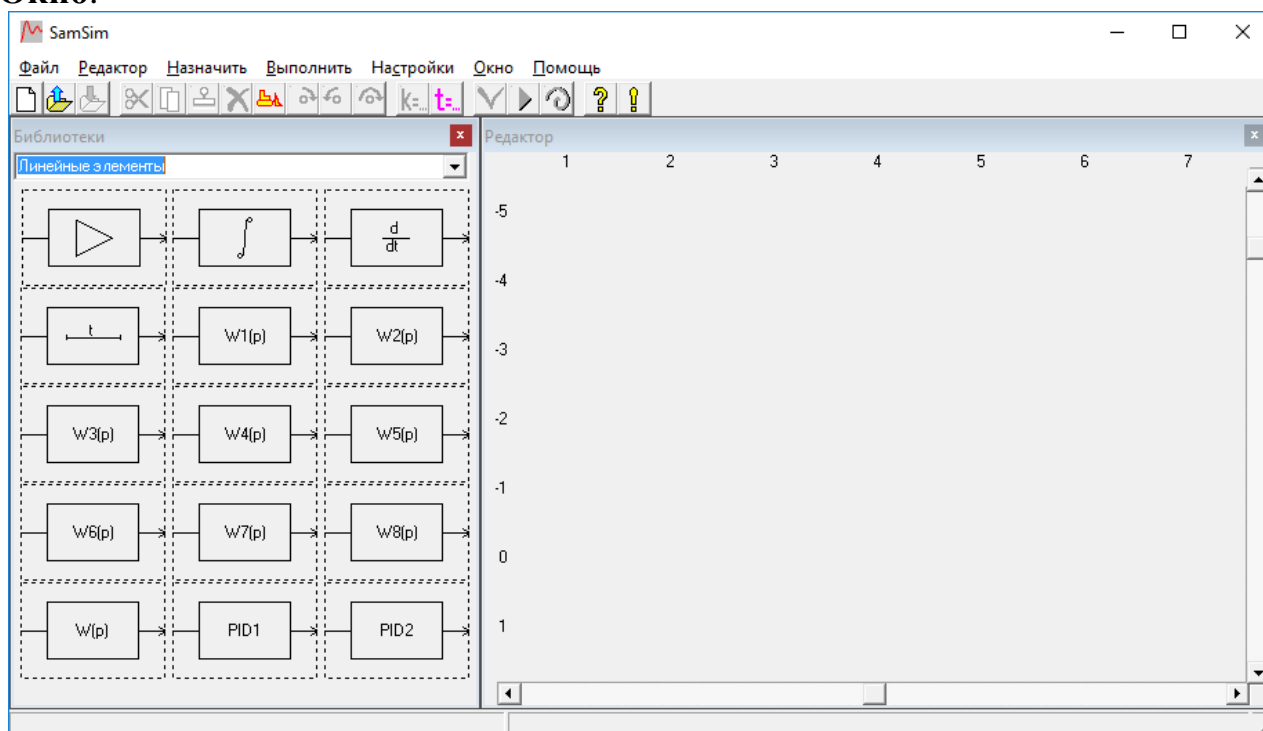 Окно.
SamSim
Файл Редактор Назначить Выполнить Настройки Окно Помощь
k=... t=...
Библиотеки
Редактор
Линейные элементы
1 2 3 4 5 6 7
-5
d
dt
-4
t W1(p) W2(p)
-3
-2
W3(p) W4(p) W5(p)
-1
W6(p) W7(p) W8(p)
0
W(p) PID1 PID2
1